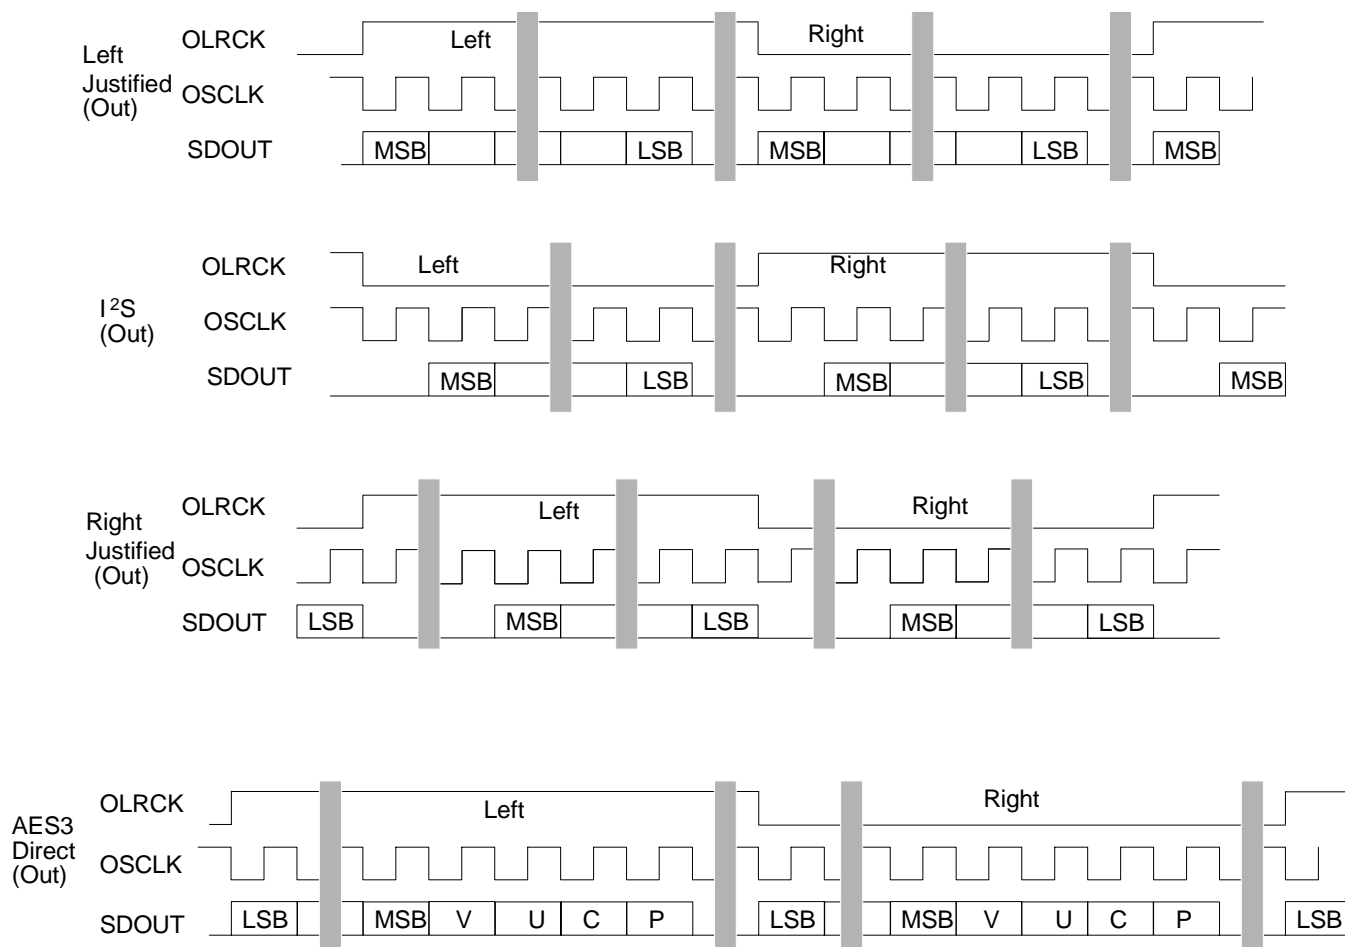 OLRCK Left Right
Left
Justified
(Out)
OSCLK
SDOUT MSB LSB MSB LSB MSB
OLRCK Left Right
I²S
(Out)
OSCLK
SDOUT MSB LSB MSB LSB MSB
OLRCK Left Right
Right
Justified
(Out)
OSCLK
SDOUT LSB MSB LSB MSB LSB
OLRCK Left Right
AES3
Direct
(Out)
OSCLK
SDOUT LSB MSB V U C P LSB MSB V U C P LSB